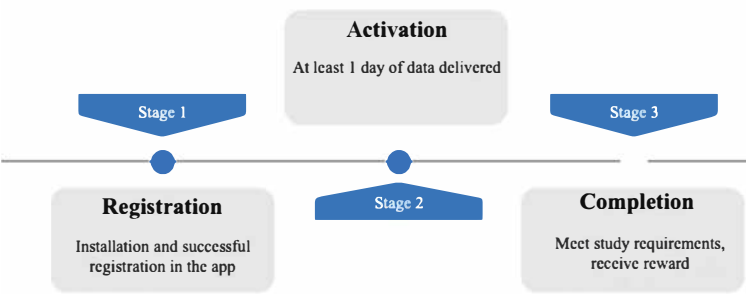 Activation
At least 1 day of data delivered
Stage 1
Stage 3
Stage 2
Registration
Installation and successful
registration in the app
Completion
Meet study requirements,
receive reward